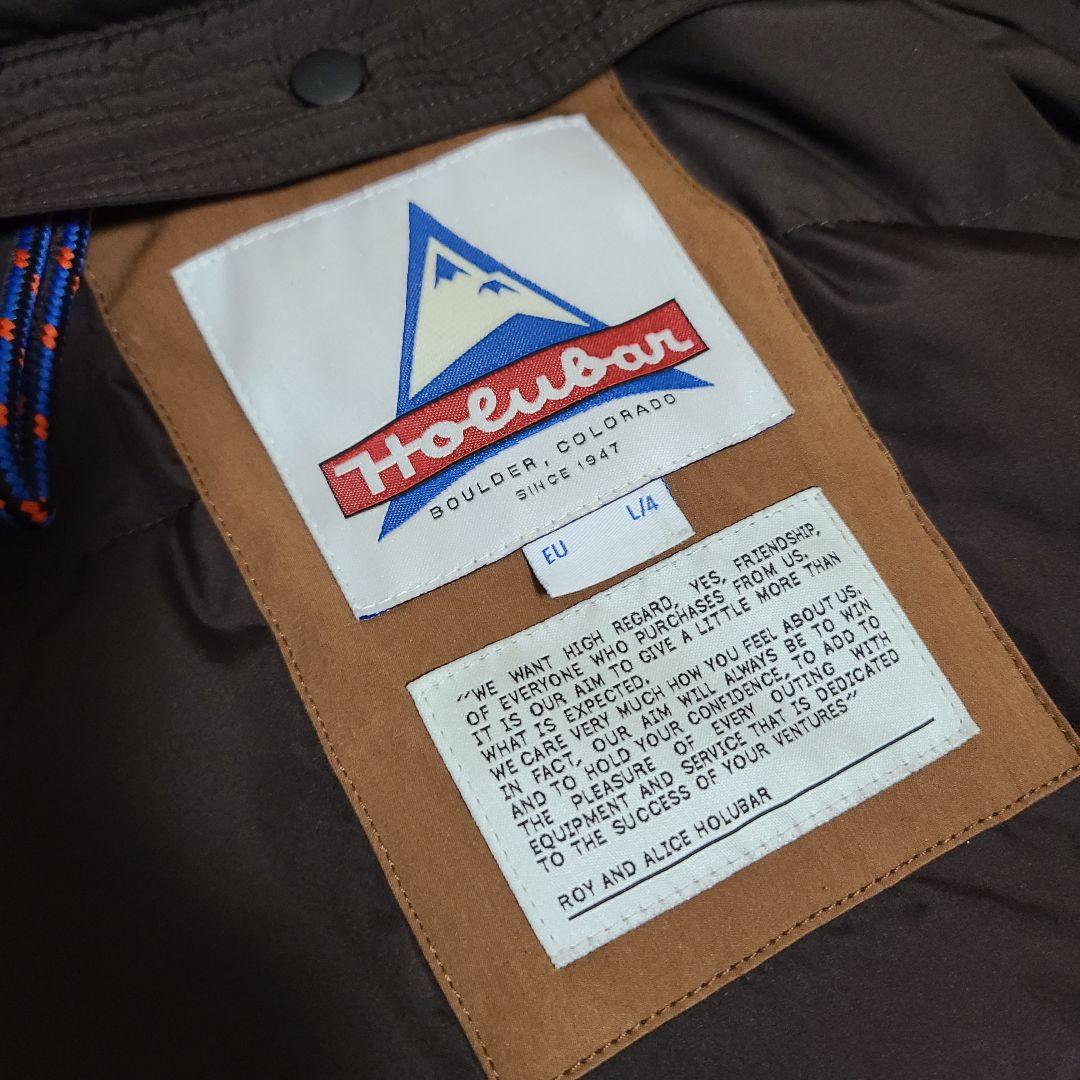 Holubar
BOULDER, COLORADO
SINCE 1947
EU L/4
"WE WANT HIGH REGARD, YES, FRIENDSHIP,
OF EVERYONE WHO PURCHASES FROM US.
IT IS OUR AIM TO GIVE A LITTLE MORE THAN
WHAT IS EXPECTED.
WE CARE VERY MUCH HOW YOU FEEL ABOUT US.
IN FACT, OUR AIM WILL ALWAYS BE TO WIN
AND TO HOLD YOUR CONFIDENCE, TO ADD TO
THE PLEASURE OF EVERY OUTING WITH
EQUIPMENT AND SERVICE THAT IS DEDICATED
TO THE SUCCESS OF YOUR VENTURES"
ROY AND ALICE HOLUBAR